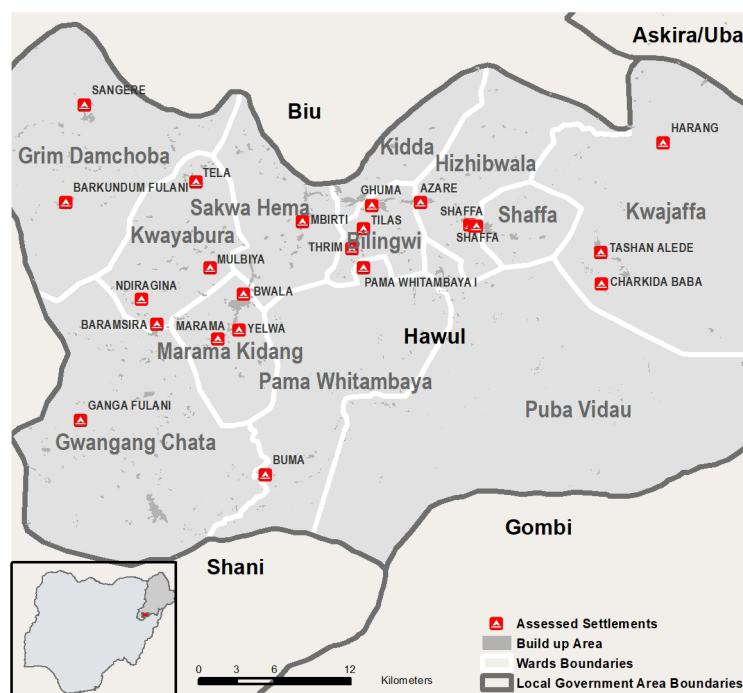 Askira/Uba
SANGERE
Biu
HARANG
Kidda
Grim Damchoba
Hizhibwala
TELA
BARKUNDUM FULANI
GHUMA
AZARE
Sakwa Hema
MBIRTI
SHAFFA
Shaffa
Kwajaffa
TILAS
Kwayabura
Bilingwi
SHAFFA
THRIM
TASHAN ALEDE
MULBIYA
PAMA WHITAMBAYA I
CHARKIDA BABA
NDIRAGINA
BWALA
BARAMSIRA
MARAMA
YELWA
Hawul
Marama Kidang
Pama Whitambaya
GANGA FULANI
Puba Vidau
Gwangang Chata
BUMA
Gombi
Shani
Assessed Settlements
Build up Area
Wards Boundaries
Local Government Area Boundaries
0 3 6 12
Kilometers